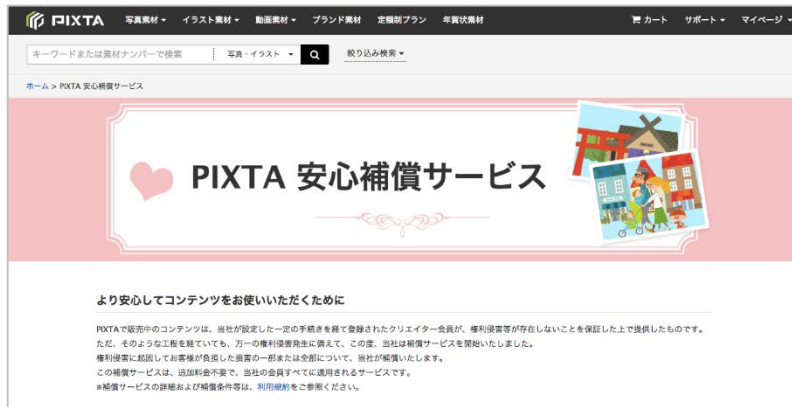 PIXTA 写真素材 イラスト素材 動画素材 ブランド素材 定額制プラン 年賀状素材 カート サポート マイページ
キーワードまたは素材ナンバーで検索 写真・イラスト 絞り込み検索
ホーム > PIXTA 安心補償サービス
PIXTA 安心補償サービス
より安心してコンテンツをお使いいただくために
PIXTAで販売中のコンテンツは、当社が設定した一定の手続きを経て登録されたクリエイター会員が、権利侵害等が存在しないことを保証した上で提供したものです。
ただ、そのような工程を経ていても、万一の権利侵害発生に備えて、この度、当社は補償サービスを開始いたしました。
権利侵害に起因してお客様が負担した損害の一部または全部について、当社が補償いたします。
この補償サービスは、追加料金不要で、当社の会員すべてに適用されるサービスです。
※補償サービスの詳細および補償条件等は、利用規約をご参照ください。